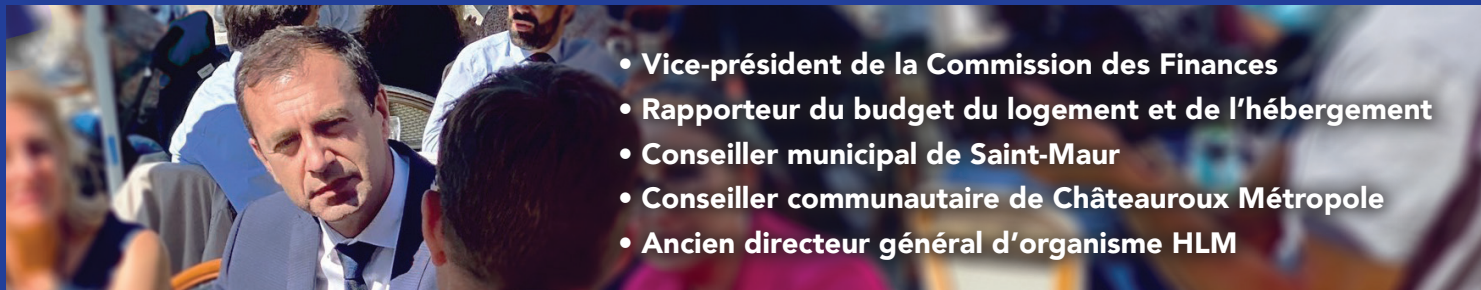 • Vice-président de la Commission des Finances
• Rapporteur du budget du logement et de l’hébergement
• Conseiller municipal de Saint-Maur
• Conseiller communautaire de Châteauroux Métropole
• Ancien directeur général d’organisme HLM